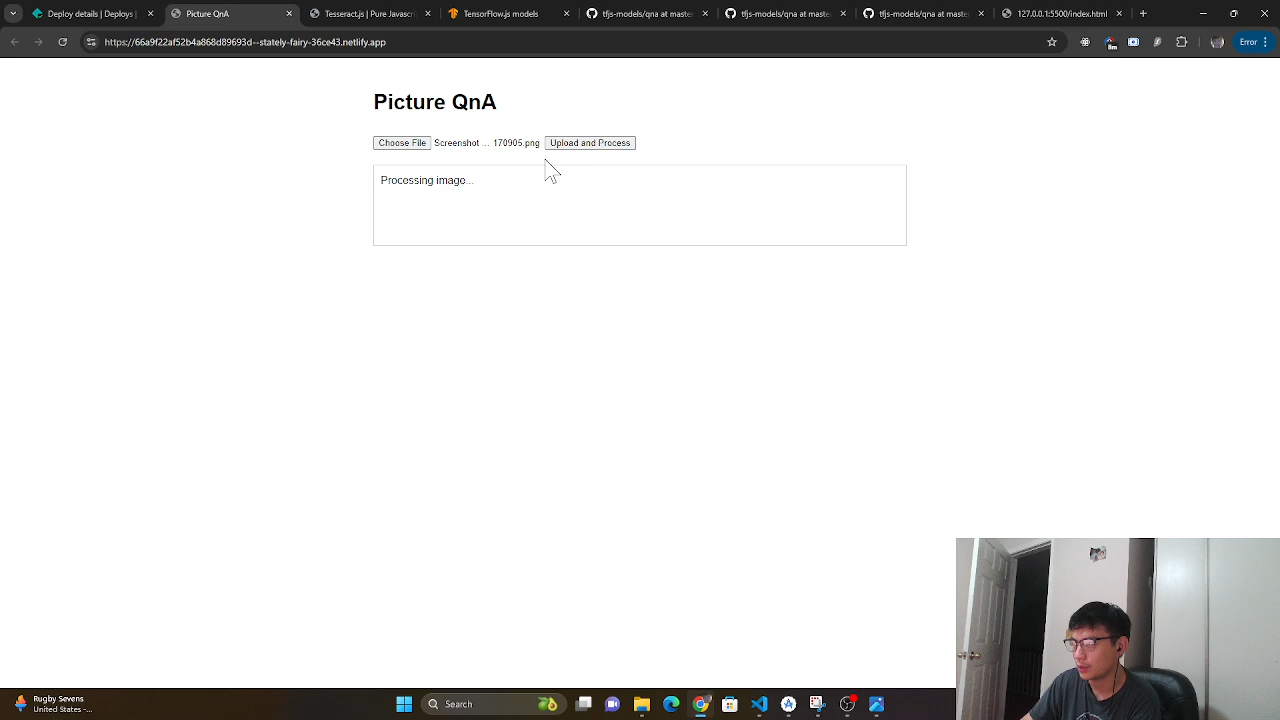 Deploy details | Deploys |
Picture QnA
Tesseract.js | Pure Javascri
TensorFlow.js models
tfjs-models/qna at master
tfjs-models/qna at maste
tfjs-models/qna at maste
127.0.0.1:5500/index.html
https://66a9f22af52b4a868d89693d--stately-fairy-36ce43.netlify.app
8m
Error
Picture QnA
Choose File Screenshot ... 170905.png Upload and Process
Processing image...
Rugby Sevens
United States -...
Search